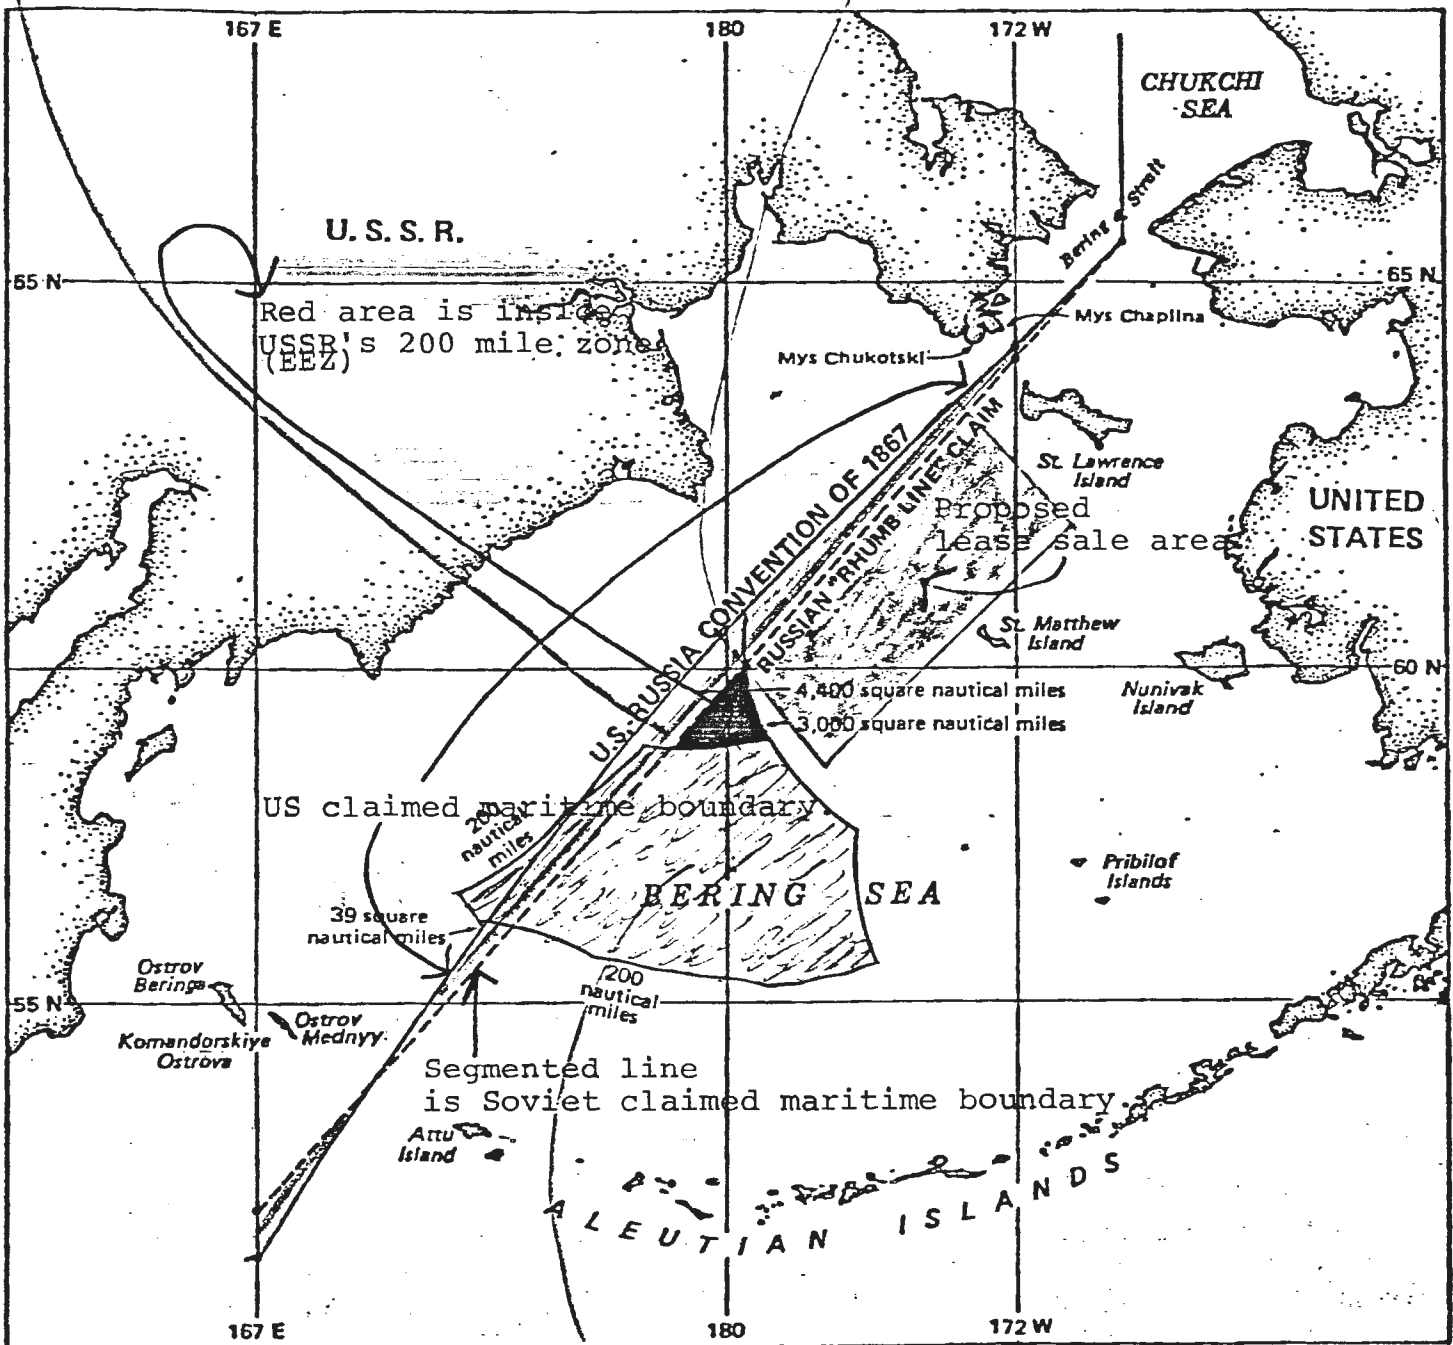 167 E
180
172 W
CHUKCHI
SEA
Bering Strait
U. S. S. R.
65 N
65 N
Red area is inside
USSR's 200 mile zone
(EEZ)
Mys Chaplina
Mys Chukotski
St. Lawrence
Island
UNITED
STATES
U.S.-RUSSIA CONVENTION OF 1867
RUSSIAN "RHUMB LINE" CLAIM
Proposed
lease sale area
St. Matthew
Island
60 N
Nunivak
Island
4,400 square nautical miles
3,000 square nautical miles
US claimed maritime boundary.
200
nautical
miles
BERING SEA
Pribilof
Islands
39 square
nautical miles
Ostrov
Beringa
55 N
200
nautical
miles
Ostrov
Mednyy
Komandorskiye
Ostrova
Segmented line
is Soviet claimed maritime boundary
Attu
Island
ALEUTIAN ISLANDS
167 E
180
172 W